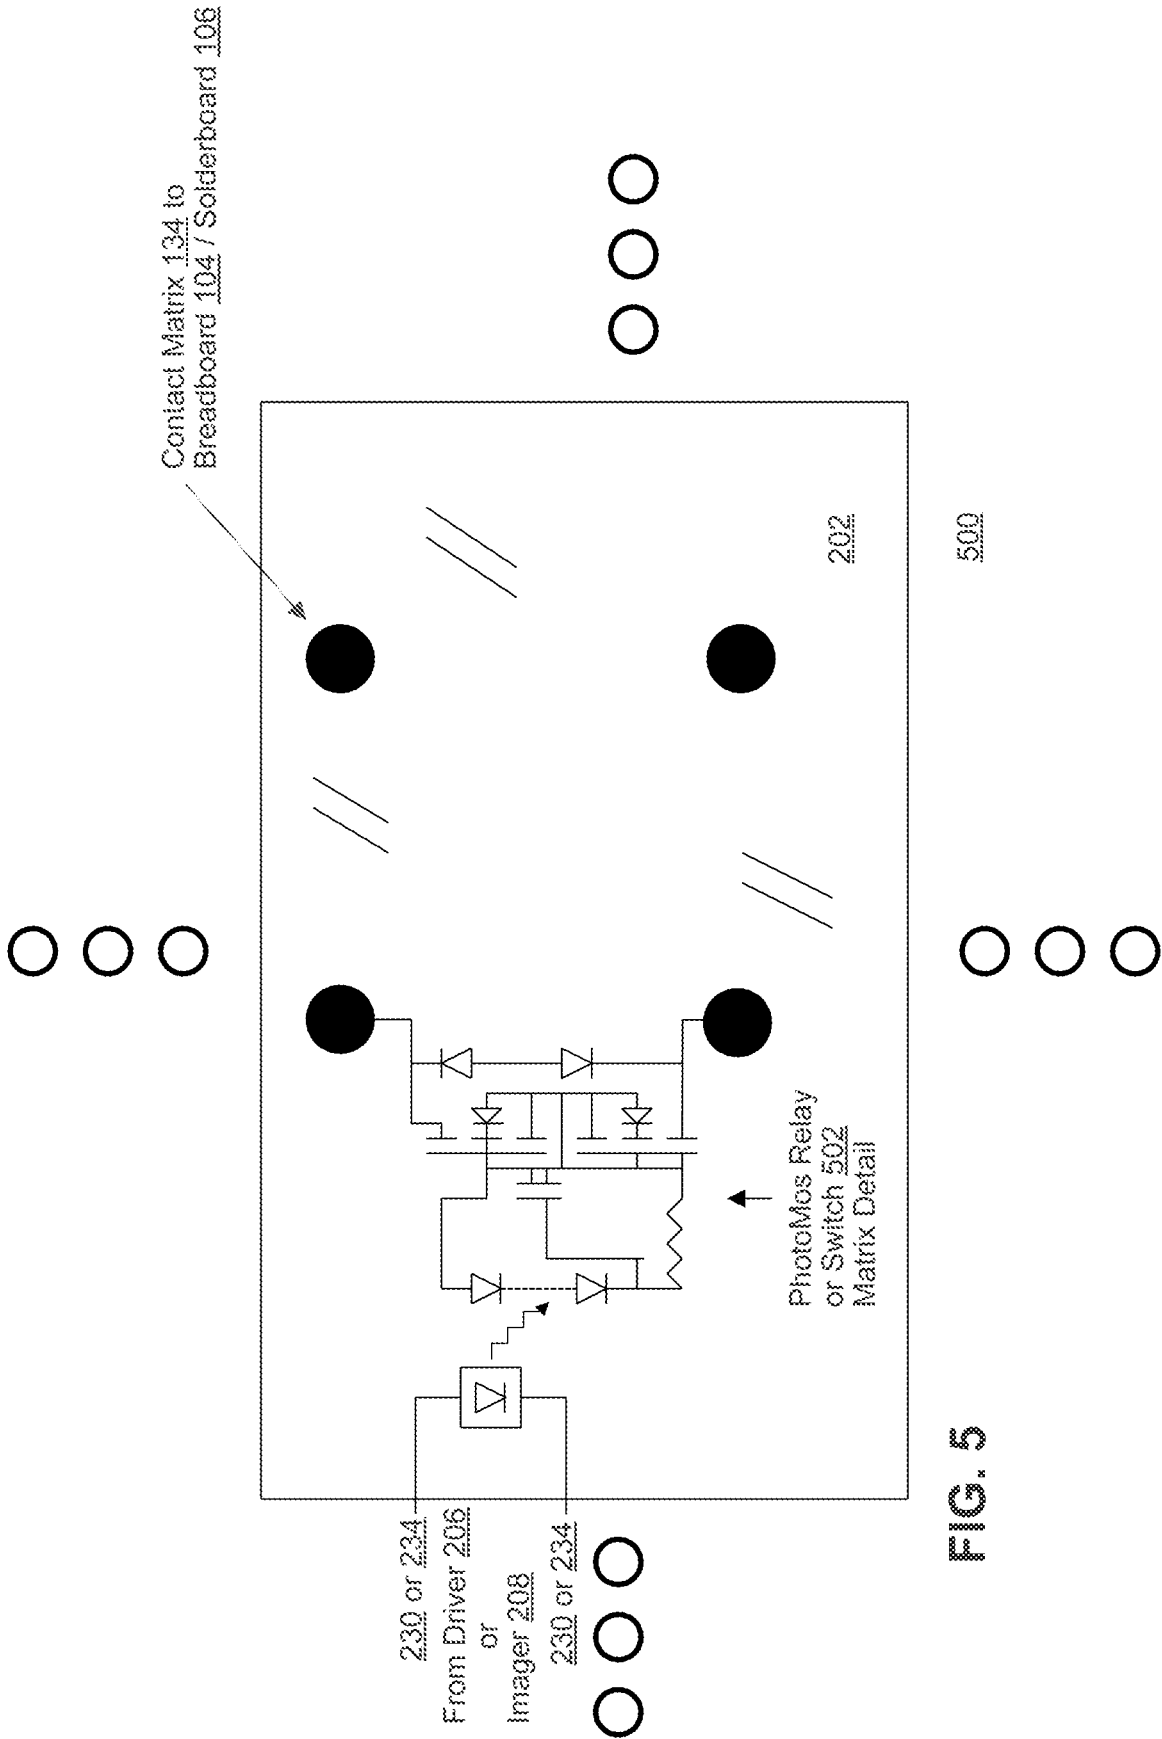 Contact Matrix 134 to
Breadboard 104 / Solderboard 106
202
500
PhotoMos Relay
or Switch 502
Matrix Detail
230 or 234
From Driver 206
or
Imager 208
230 or 234
FIG. 5